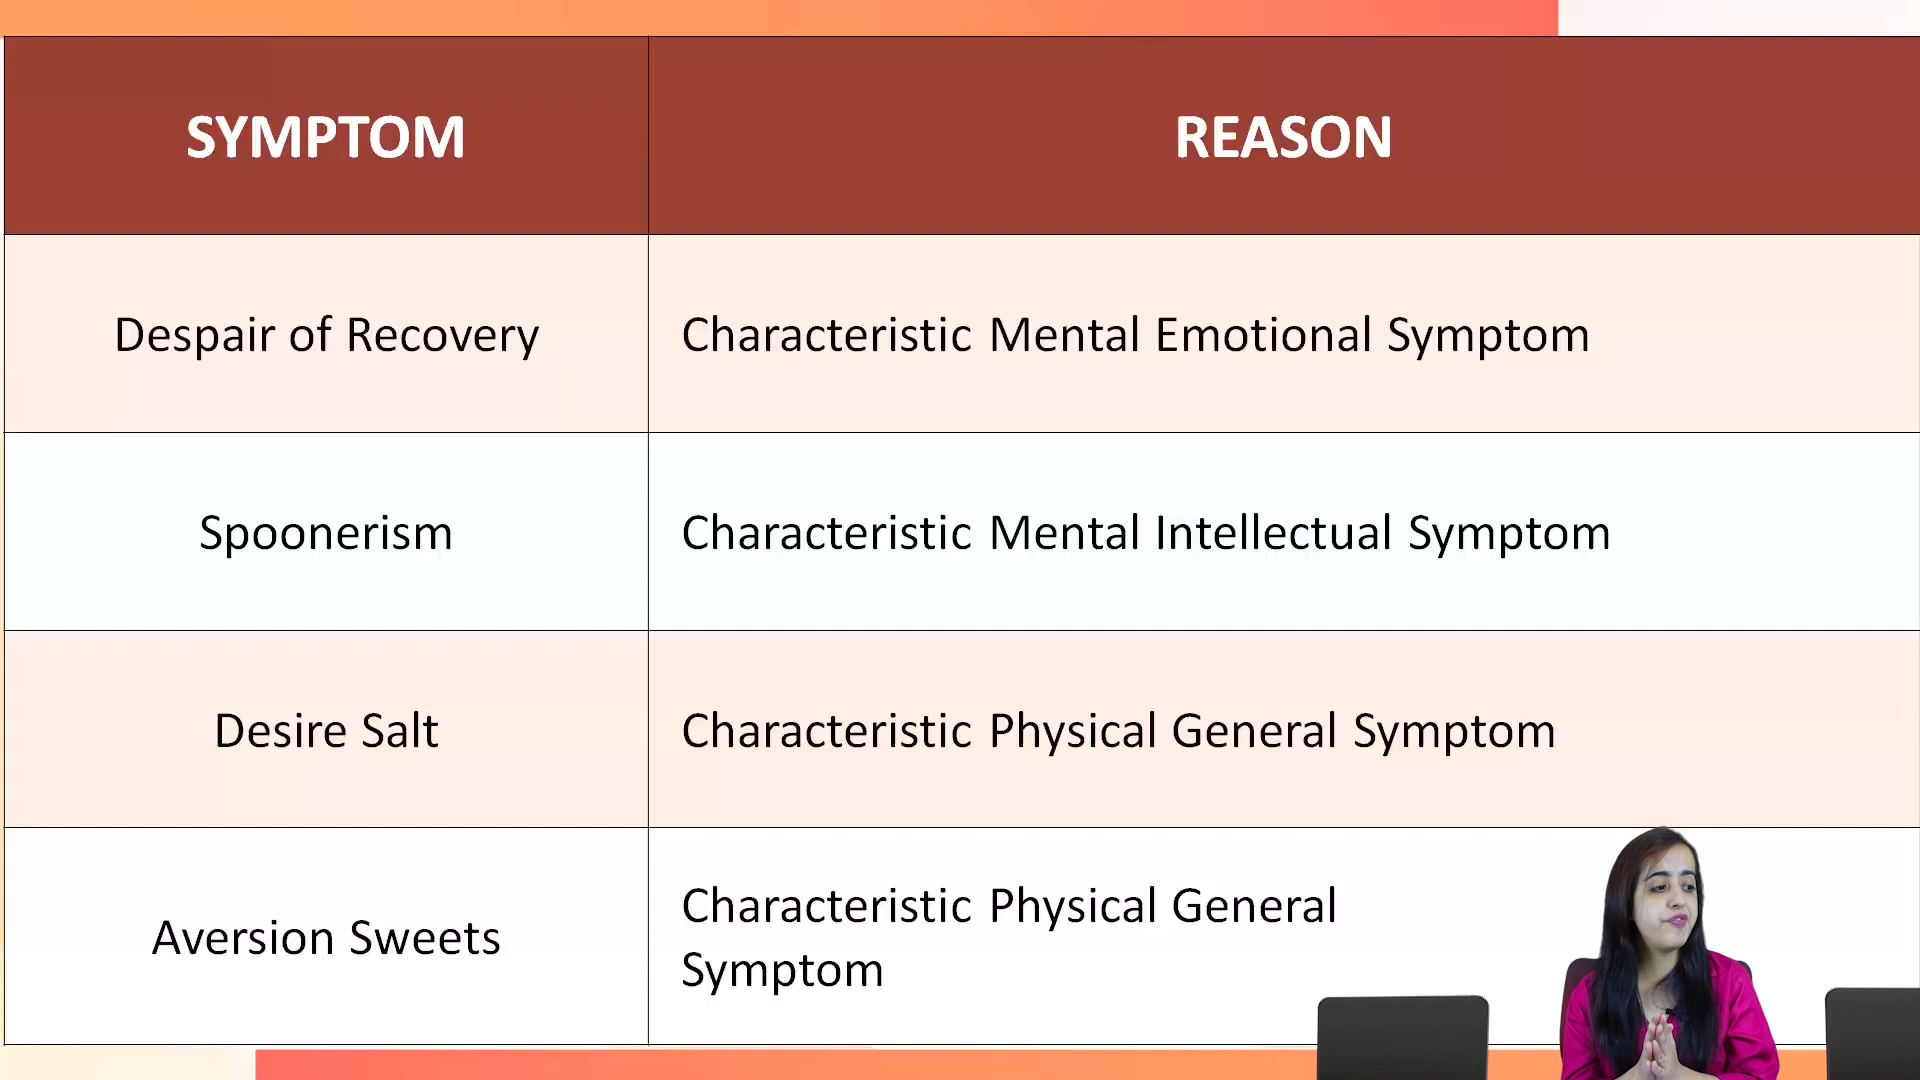 SYMPTOM
REASON
Despair of Recovery
Characteristic Mental Emotional Symptom
Spoonerism
Characteristic Mental Intellectual Symptom
Desire Salt
Characteristic Physical General Symptom
Aversion Sweets
Characteristic Physical General
Symptom